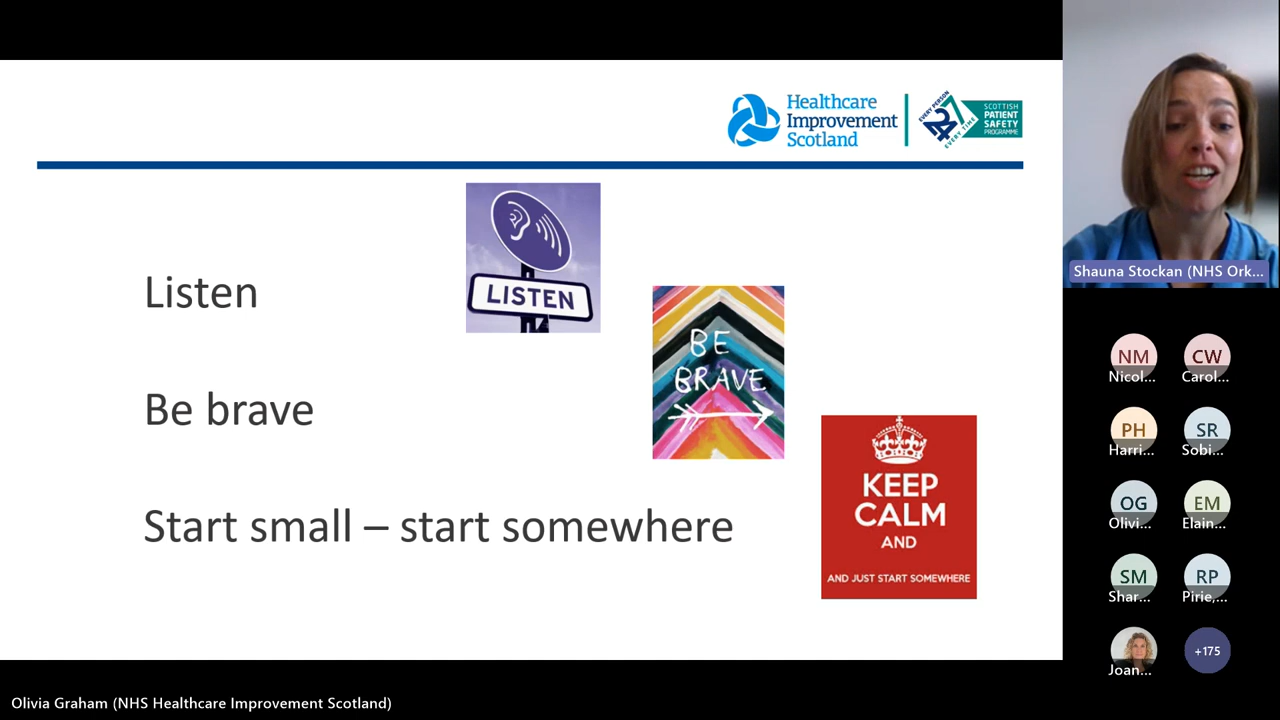 Healthcare
Improvement
Scotland
EVERY PERSON
24
EVERY TIME
SCOTTISH
PATIENT
SAFETY
PROGRAMME
LISTEN
Listen
BE
BRAVE
Be brave
KEEP
CALM
AND
AND JUST START SOMEWHERE
Start small – start somewhere
Shauna Stockan (NHS Ork...
NM
Nicol...
CW
Carol...
PH
Harri...
SR
Sobi...
OG
Olivi...
EM
Elain...
SM
Shar...
RP
Pirie,...
Joan...
+175
Olivia Graham (NHS Healthcare Improvement Scotland)